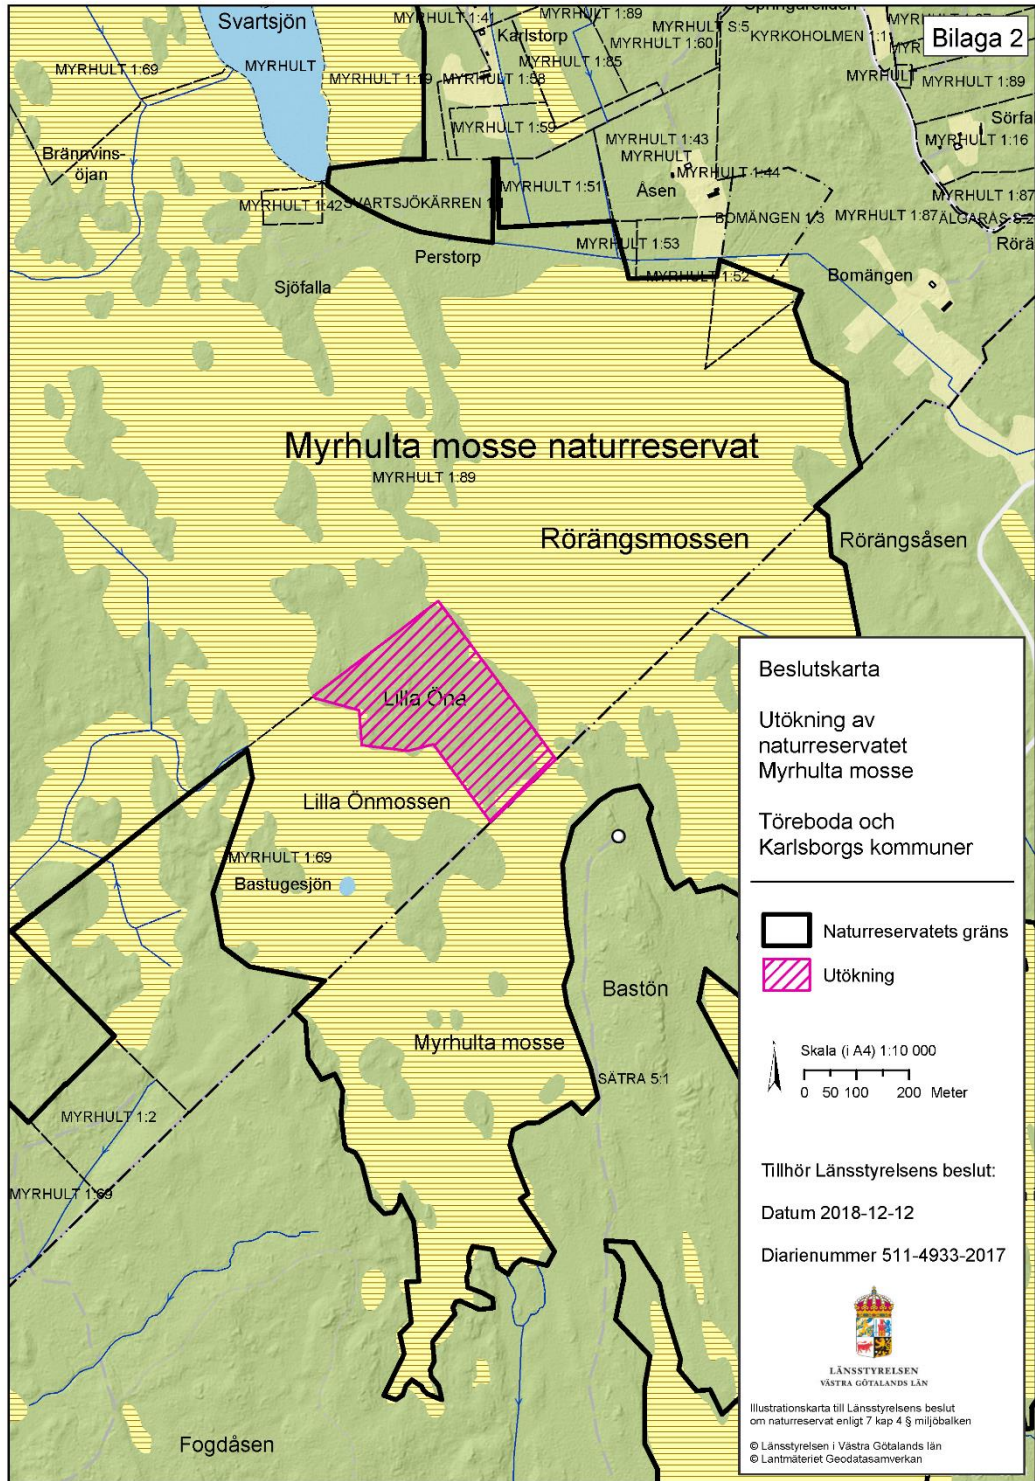 Svartsjön
MYRHULT 1:41
MYRHULT 1:89
MYRHULT S:5
Bilaga 2
Karlstorp
MYRHULT 1:60
KYRKOHOLMEN 1:1
MYRHULT 1:69
MYRHULT
MYRHULT 1:19
MYRHULT 1:58
MYRHULT 1:85
MYRHULT
MYRHULT 1:89
MYRHULT 1:59
MYRHULT 1:43
MYRHULT 1:16
Sörfa
Brännvins-
öjan
MYRHULT
MYRHULT 1:44
Åsen
MYRHULT 1:42
SVARTSJÖKÄRREN 1:1
MYRHULT 1:51
BOMÄNGEN 1:3
MYRHULT 1:87
MYRHULT 1:87
ÄLGARÅS S:2
Perstorp
MYRHULT 1:53
Rörä
Sjöfalla
MYRHULT 1:52
Bomängen
Myrhulta mosse naturreservat
MYRHULT 1:89
Rörängsmossen
Rörängsåsen
Lilla Öna
Lilla Önmossen
MYRHULT 1:69
Bastugesjön
Bastön
Myrhulta mosse
SÄTRA 5:1
MYRHULT 1:2
MYRHULT 1:69
Fogdåsen
Beslutskarta
Utökning av
naturreservatet
Myrhulta mosse
Töreboda och
Karlsborgs kommuner
Naturreservatets gräns
Utökning
Skala (i A4) 1:10 000
0 50 100 200 Meter
Tillhör Länsstyrelsens beslut:
Datum 2018-12-12
Diarienummer 511-4933-2017
LÄNSSTYRELSEN
VÄSTRA GÖTALANDS LÄN
Illustrationskarta till Länsstyrelsens beslut
om naturreservat enligt 7 kap 4 § miljöbalken
© Länsstyrelsen i Västra Götalands län
© Lantmäteriet Geodatasamverkan